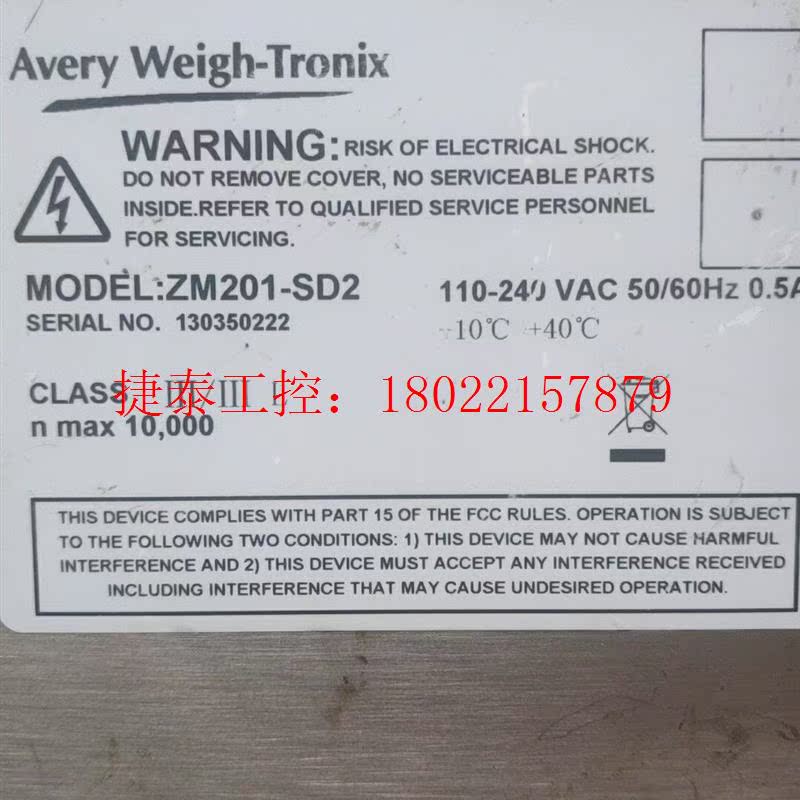 Avery Weigh-Tronix
WARNING: RISK OF ELECTRICAL SHOCK.
DO NOT REMOVE COVER, NO SERVICEABLE PARTS
INSIDE.REFER TO QUALIFIED SERVICE PERSONNEL
FOR SERVICING.
MODEL:ZM201-SD2
110-240 VAC 50/60Hz 0.5A
SERIAL NO. 130350222
-10℃ +40℃
CLASS III/III L
捷泰工控：18022157879
n max 10,000
THIS DEVICE COMPLIES WITH PART 15 OF THE FCC RULES. OPERATION IS SUBJECT
TO THE FOLLOWING TWO CONDITIONS: 1) THIS DEVICE MAY NOT CAUSE HARMFUL
INTERFERENCE AND 2) THIS DEVICE MUST ACCEPT ANY INTERFERENCE RECEIVED
INCLUDING INTERFERENCE THAT MAY CAUSE UNDESIRED OPERATION.